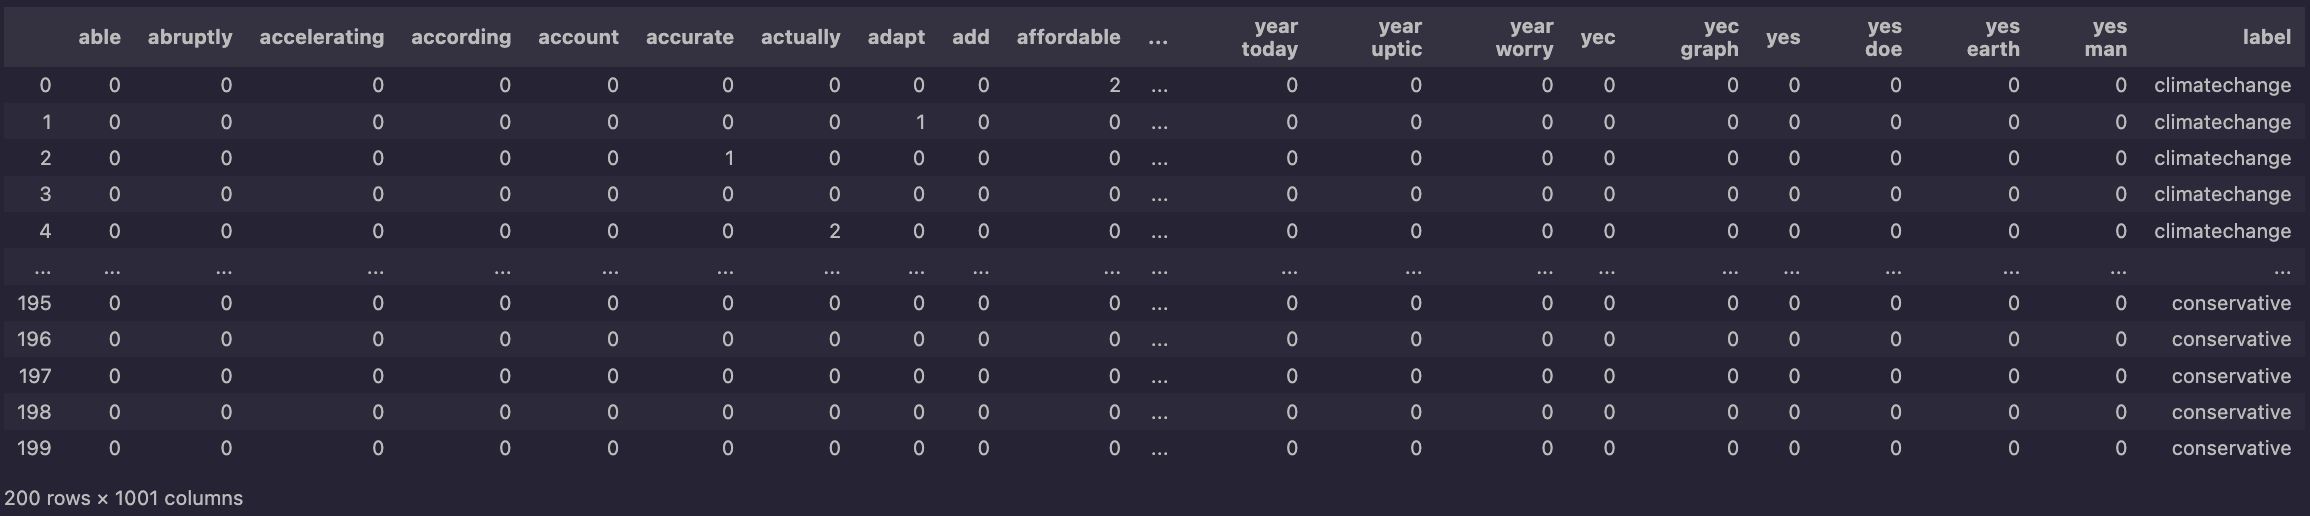 able abruptly accelerating according account accurate actually adapt add affordable ... year today year uptic year worry yec yec graph yes yes doe yes earth yes man label
0 0 0 0 0 0 0 0 0 0 2 ... 0 0 0 0 0 0 0 0 0 climatechange
1 0 0 0 0 0 0 0 1 0 0 ... 0 0 0 0 0 0 0 0 0 climatechange
2 0 0 0 0 0 1 0 0 0 0 ... 0 0 0 0 0 0 0 0 0 climatechange
3 0 0 0 0 0 0 0 0 0 0 ... 0 0 0 0 0 0 0 0 0 climatechange
4 0 0 0 0 0 0 2 0 0 0 ... 0 0 0 0 0 0 0 0 0 climatechange
... ... ... ... ... ... ... ... ... ... ... ... ... ... ... ... ... ... ... ... ... ...
195 0 0 0 0 0 0 0 0 0 0 ... 0 0 0 0 0 0 0 0 0 conservative
196 0 0 0 0 0 0 0 0 0 0 ... 0 0 0 0 0 0 0 0 0 conservative
197 0 0 0 0 0 0 0 0 0 0 ... 0 0 0 0 0 0 0 0 0 conservative
198 0 0 0 0 0 0 0 0 0 0 ... 0 0 0 0 0 0 0 0 0 conservative
199 0 0 0 0 0 0 0 0 0 0 ... 0 0 0 0 0 0 0 0 0 conservative
200 rows × 1001 columns